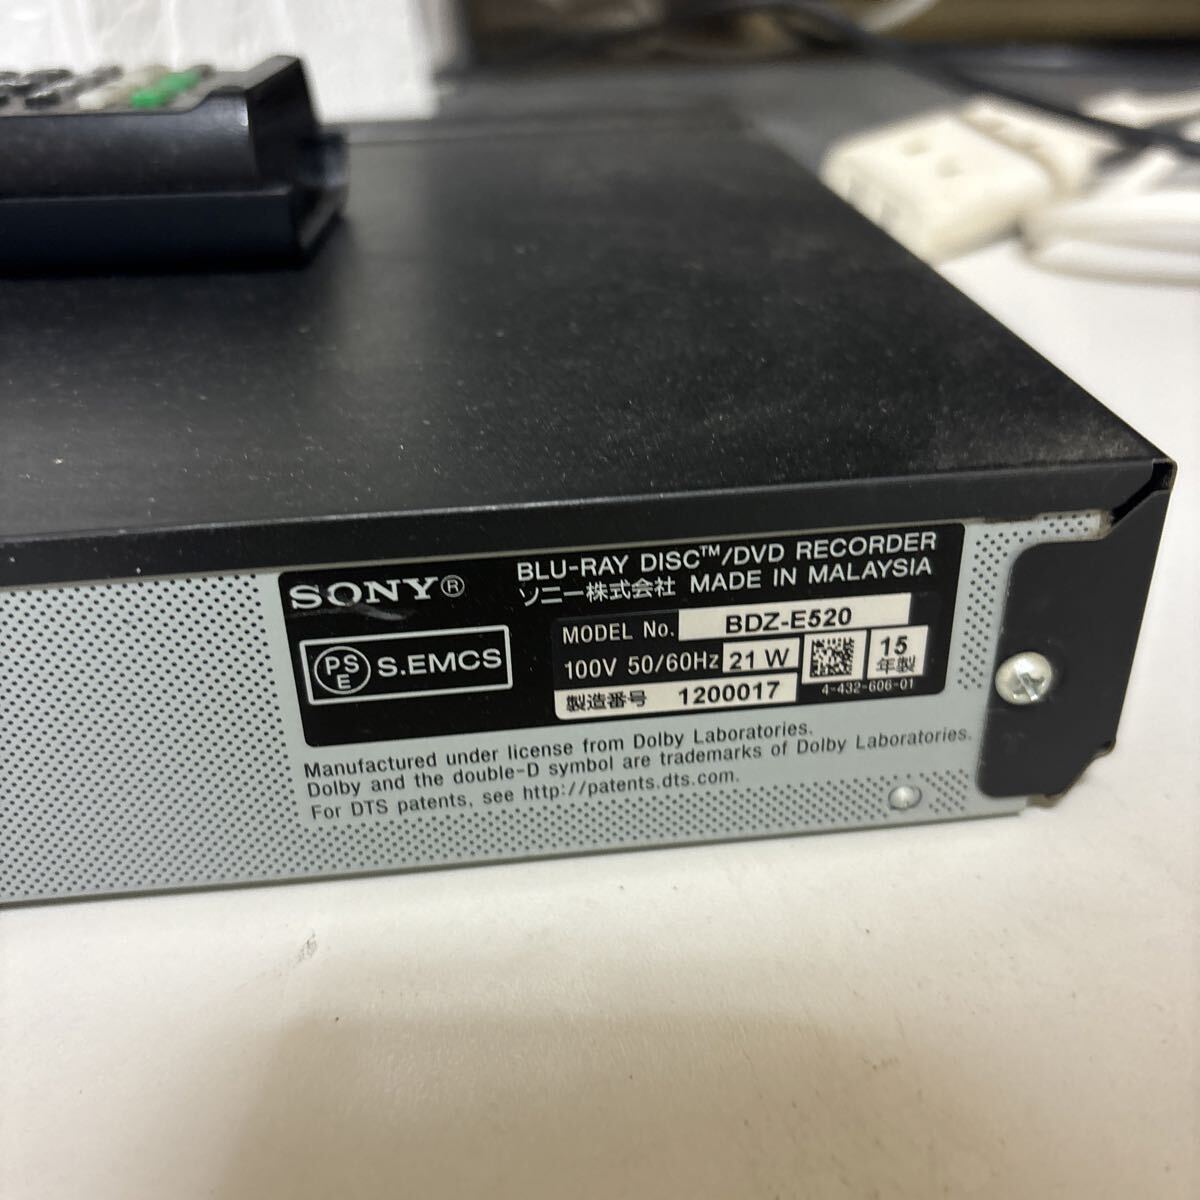 SONY®
BLU-RAY DISC™/DVD RECORDER
ソニー株式会社 MADE IN MALAYSIA
PSE S.EMCS
MODEL No. BDZ-E520
100V 50/60Hz 21 W
15年製
製造番号 1200017
4-432-606-01
Manufactured under license from Dolby Laboratories.
Dolby and the double-D symbol are trademarks of Dolby Laboratories.
For DTS patents, see http://patents.dts.com.